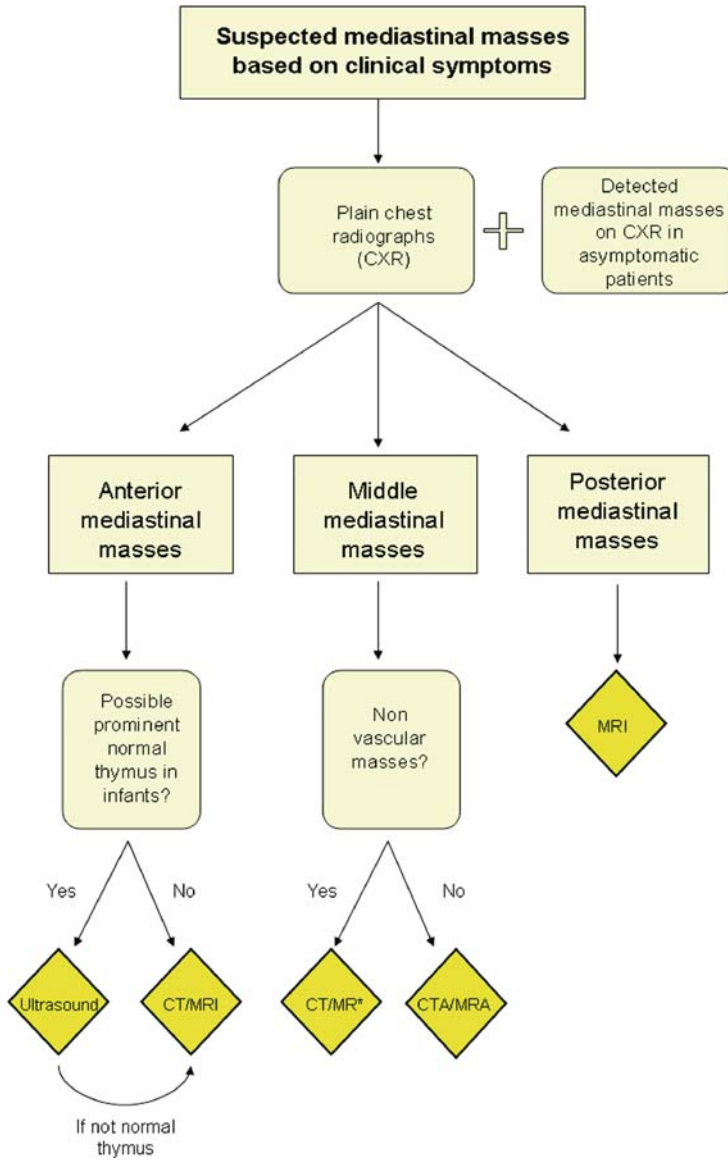 Suspected mediastinal masses
based on clinical symptoms
Plain chest
radiographs
(CXR)
Detected
mediastinal masses
on CXR in
asymptomatic
patients
Anterior
mediastinal
masses
Middle
mediastinal
masses
Posterior
mediastinal
masses
Possible
prominent
normal
thymus in
infants?
Non
vascular
masses?
MRI
Yes
No
Yes
No
Ultrasound
CT/MRI
CT/MR*
CTA/MRA
If not normal
thymus